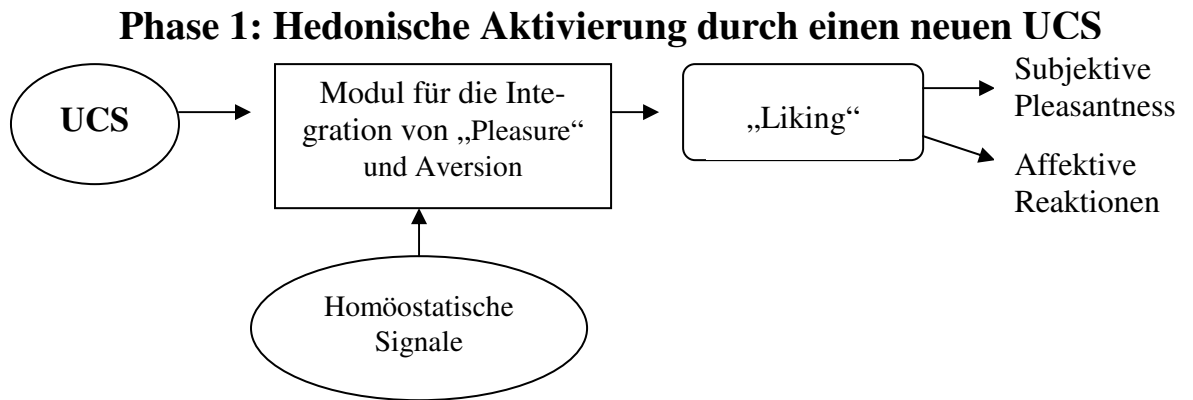 Phase 1: Hedonische Aktivierung durch einen neuen UCS
UCS
Modul für die Inte-
gration von „Pleasure“
und Aversion
„Liking“
Subjektive
Pleasantness
Affektive
Reaktionen
Homöostatische
Signale